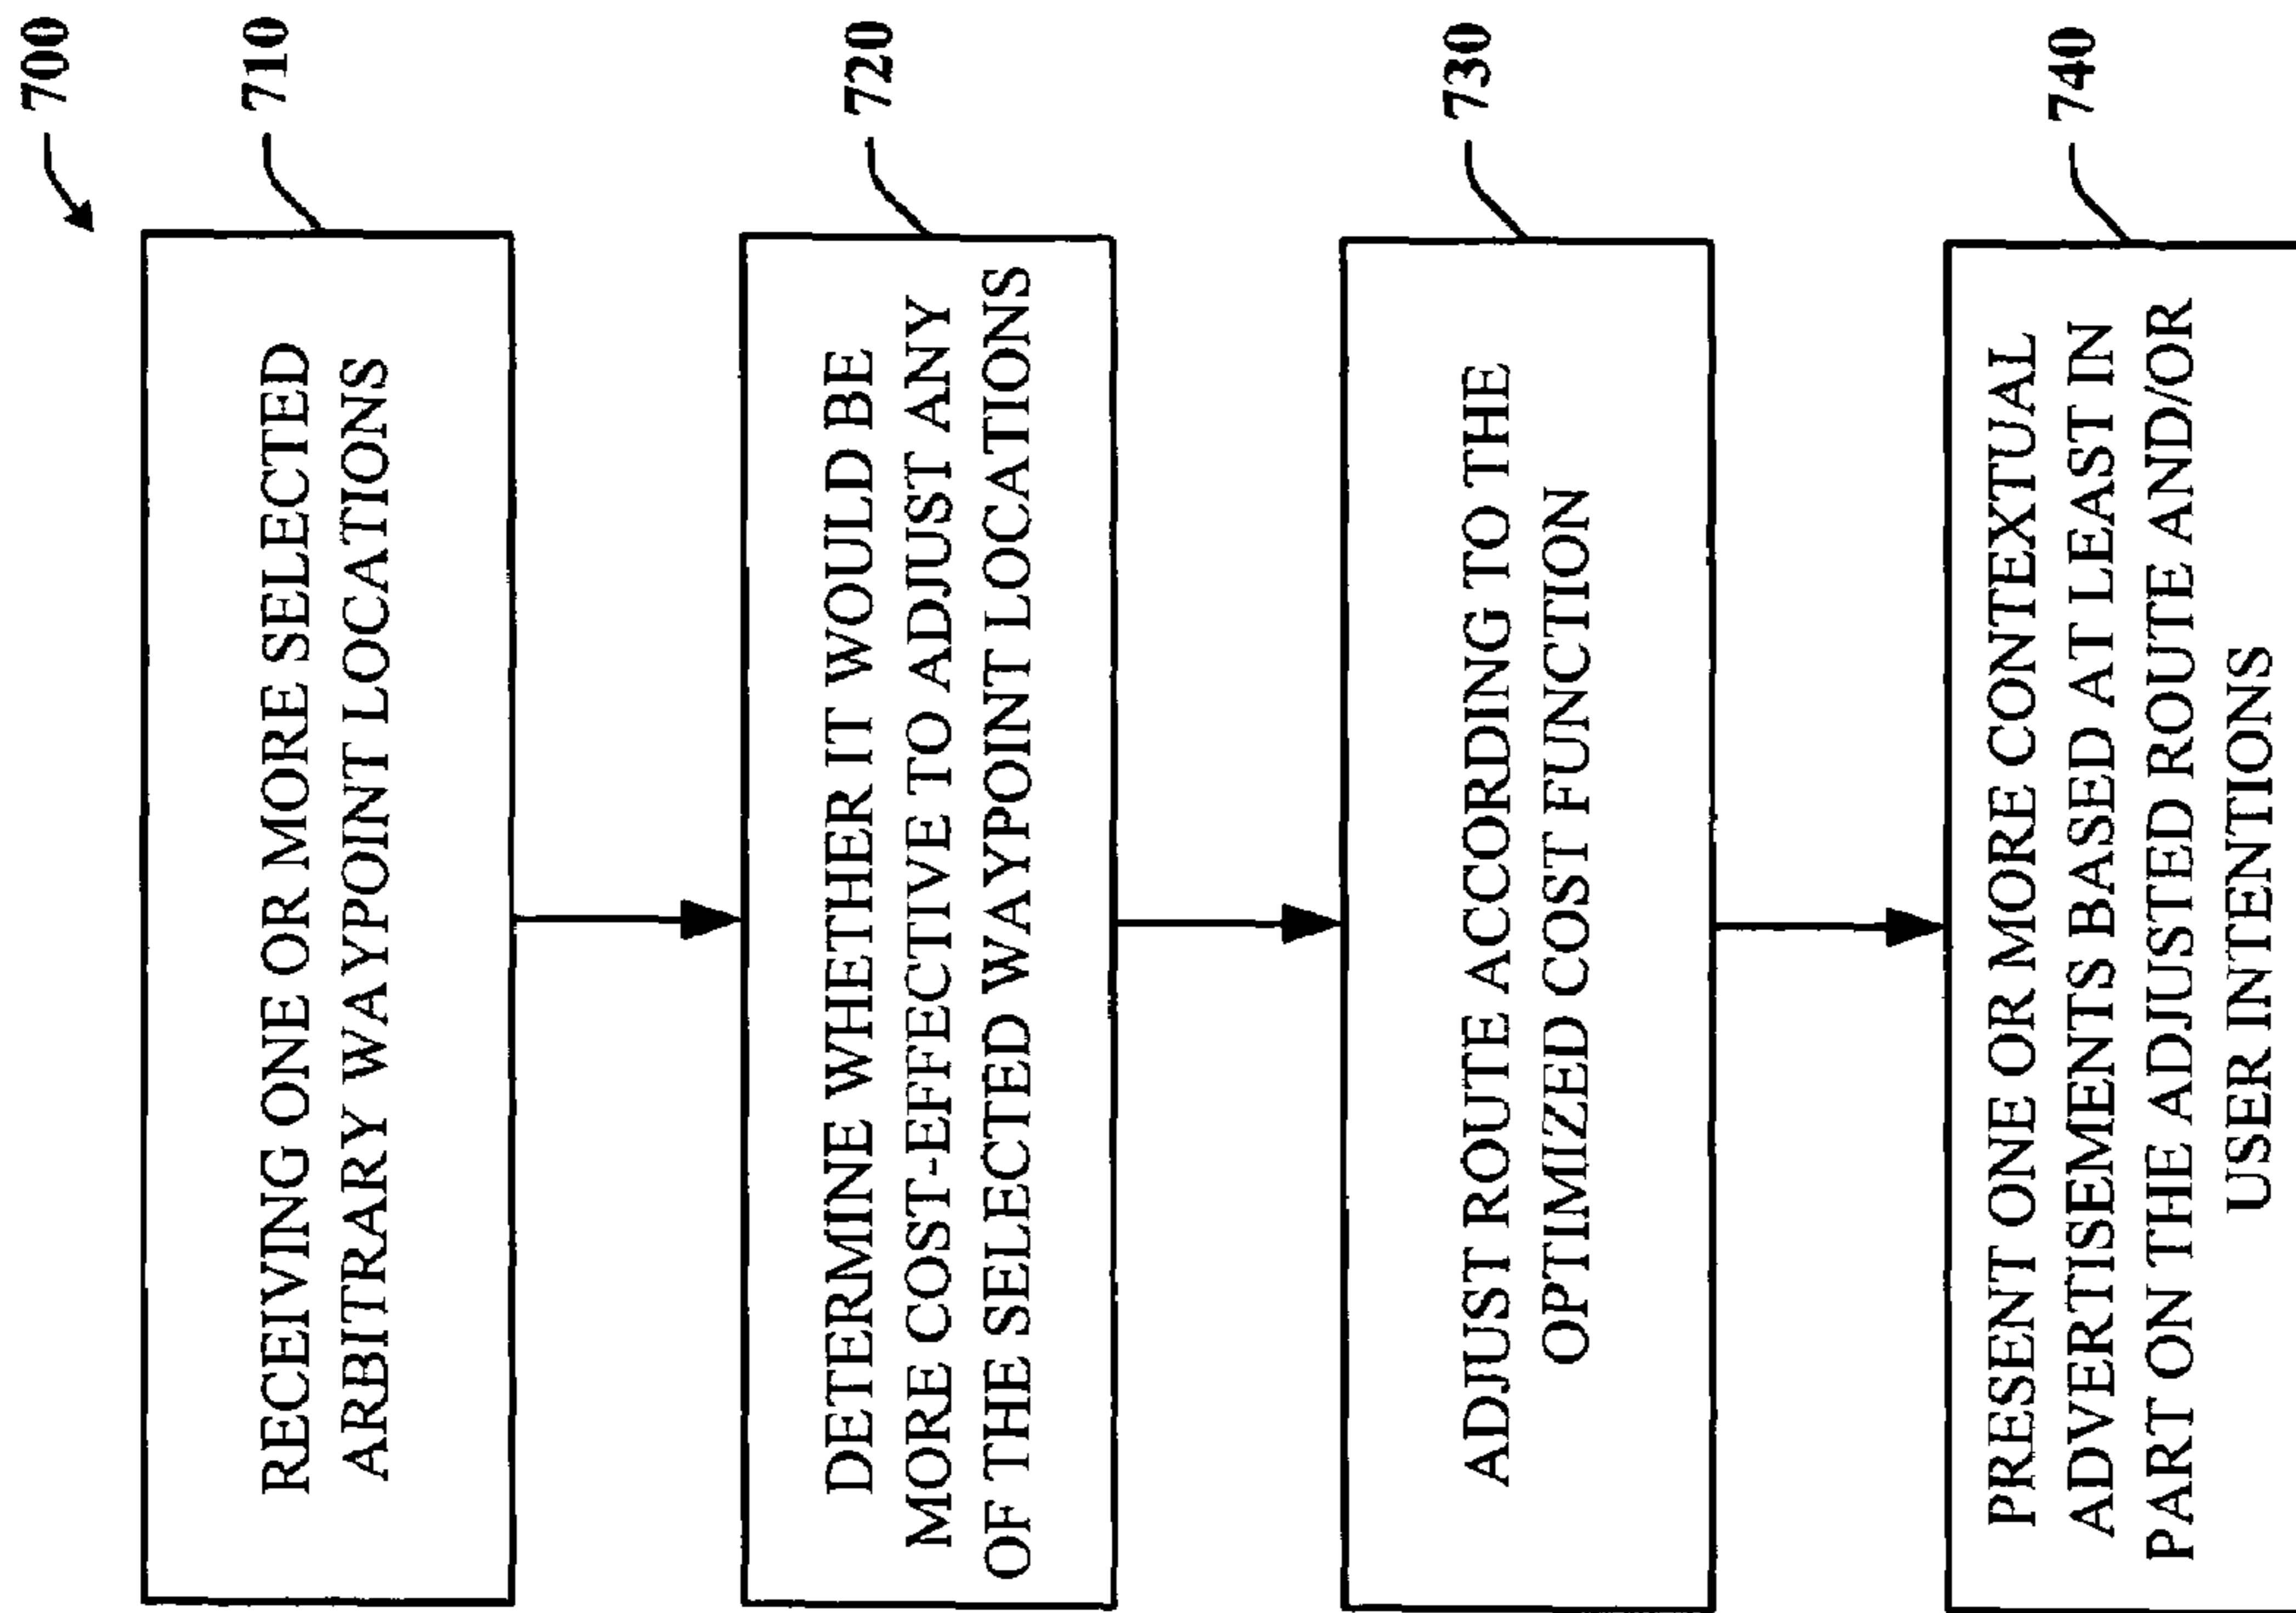 700
710
RECEIVING ONE OR MORE SELECTED
ARBITRARY WAYPOINT LOCATIONS
720
DETERMINE WHETHER IT WOULD BE
MORE COST-EFFECTIVE TO ADJUST ANY
OF THE SELECTED WAYPOINT LOCATIONS
730
ADJUST ROUTE ACCORDING TO THE
OPTIMIZED COST FUNCTION
740
PRESENT ONE OR MORE CONTEXTUAL
ADVERTISEMENTS BASED AT LEAST IN
PART ON THE ADJUSTED ROUTE AND/OR
USER INTENTIONS